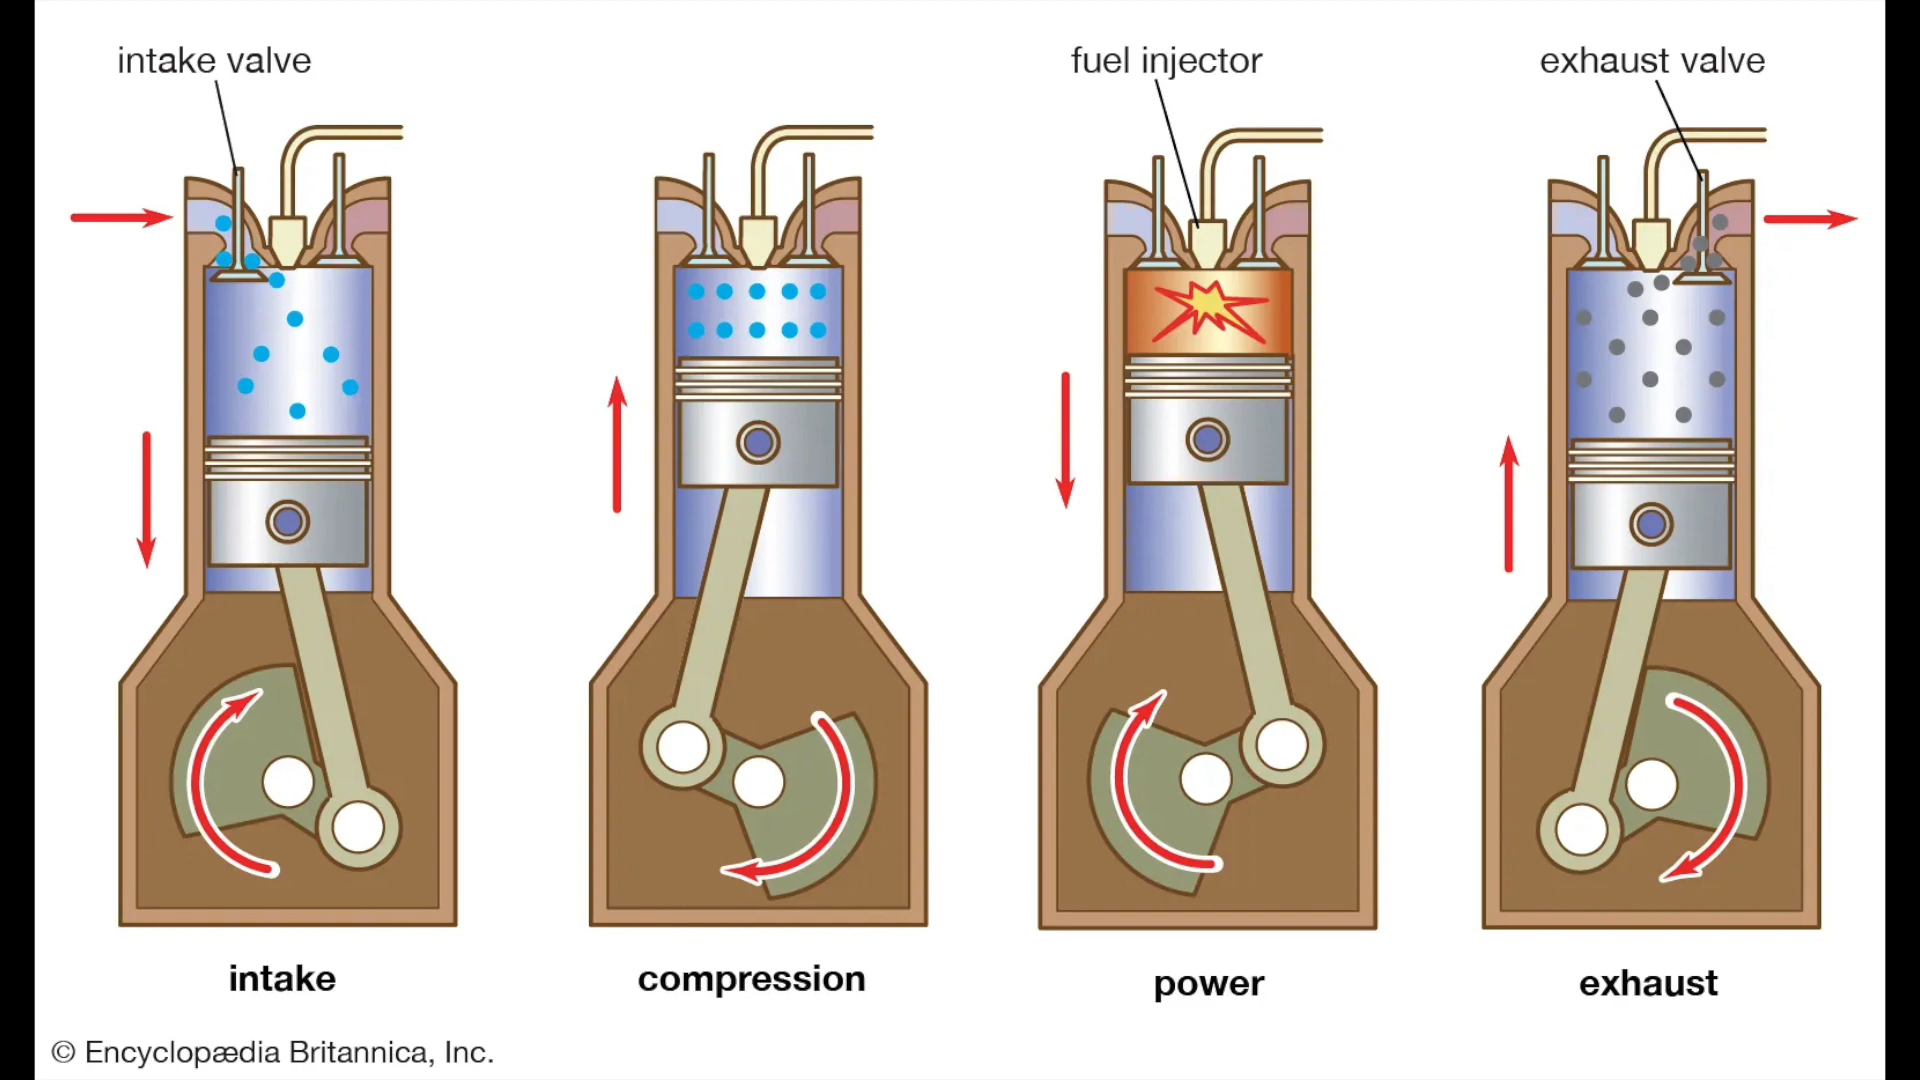 intake valve
fuel injector
exhaust valve
intake
compression
power
exhaust
© Encyclopædia Britannica, Inc.